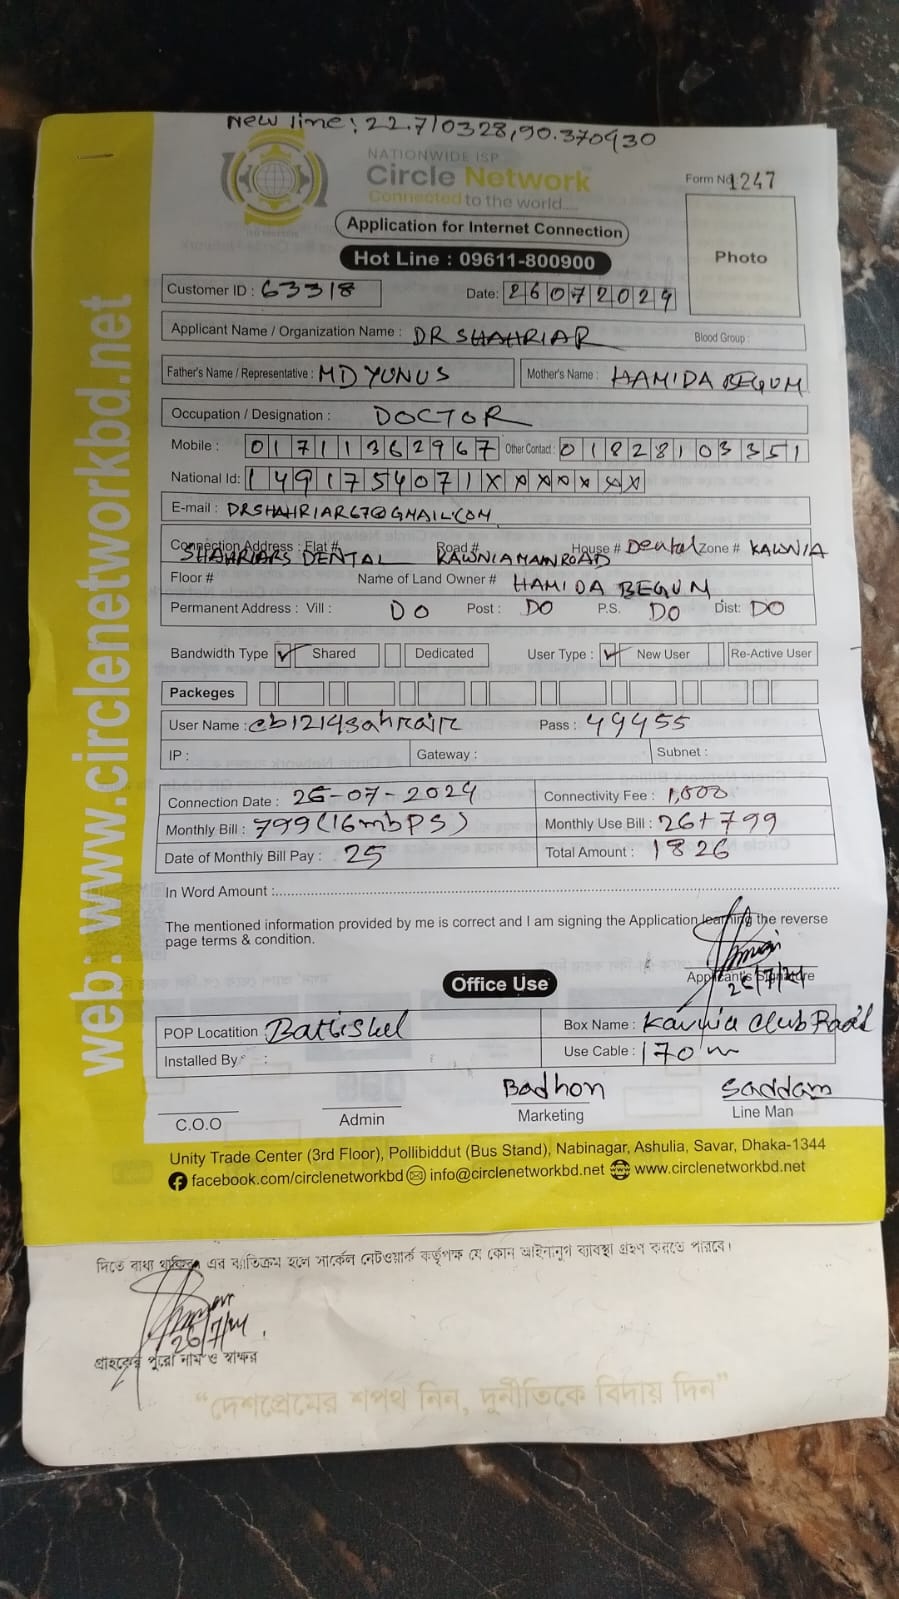 New line: 22.710328,90.370430
NATIONWIDE ISP
Circle Network
Connected to the world....
Form No 1247
Application for Internet Connection
Hot Line : 09611-800900
Photo
Customer ID : 63318 Date: 26072024
Applicant Name / Organization Name : DR SHAHRIAR Blood Group :
Father's Name / Representative : MD YUNUS Mother's Name : HAMIDA BEGUM
Occupation / Designation : DOCTOR
Mobile : 01711362967 Other Contact : 01828103351
National Id: 1491754071XXXXXXX
E-mail : DRSHAHRIAR67@GMAIL.COM
Connection Address : Flat # SHAHRIARS DENTAL Road # KAWNIA MAIN ROAD House # Dental Zone # KAWNIA
Floor # Name of Land Owner # HAMIDA BEGUM
Permanent Address : Vill : DO Post : DO P.S. DO Dist: DO
Bandwidth Type ✓ Shared Dedicated User Type : ✓ New User Re-Active User
Packeges
User Name : cb1214sahrair Pass : 49455
IP : Gateway : Subnet :
Connection Date : 26-07-2024 Connectivity Fee : 1,000
Monthly Bill : 799(16mbps) Monthly Use Bill : 26+799
Date of Monthly Bill Pay : 25 Total Amount : 1826
In Word Amount :
The mentioned information provided by me is correct and I am signing the Application learning the reverse
page terms & condition.
26/7/24
Applicant's Signature
Office Use
POP Locatition : Battishel Box Name : Kawnia Club Road
Installed By : Use Cable : 170m
Badhon Saddam
C.O.O Admin Marketing Line Man
Unity Trade Center (3rd Floor), Pollibiddut (Bus Stand), Nabinagar, Ashulia, Savar, Dhaka-1344
facebook.com/circlenetworkbd info@circlenetworkbd.net www.circlenetworkbd.net
web: www.circlenetworkbd.net
দিতে বাধ্য থাকিব। এর ব্যতিক্রম হলে সার্কেল নেটওয়ার্ক কর্তৃপক্ষ যে কোন আইনানুগ ব্যবস্থা গ্রহণ করতে পারবে।
26/7/24
গ্রাহকের পুরো নাম ও স্বাক্ষর
“দেশপ্রেমের শপথ নিন, দুর্নীতিকে বিদায় দিন”